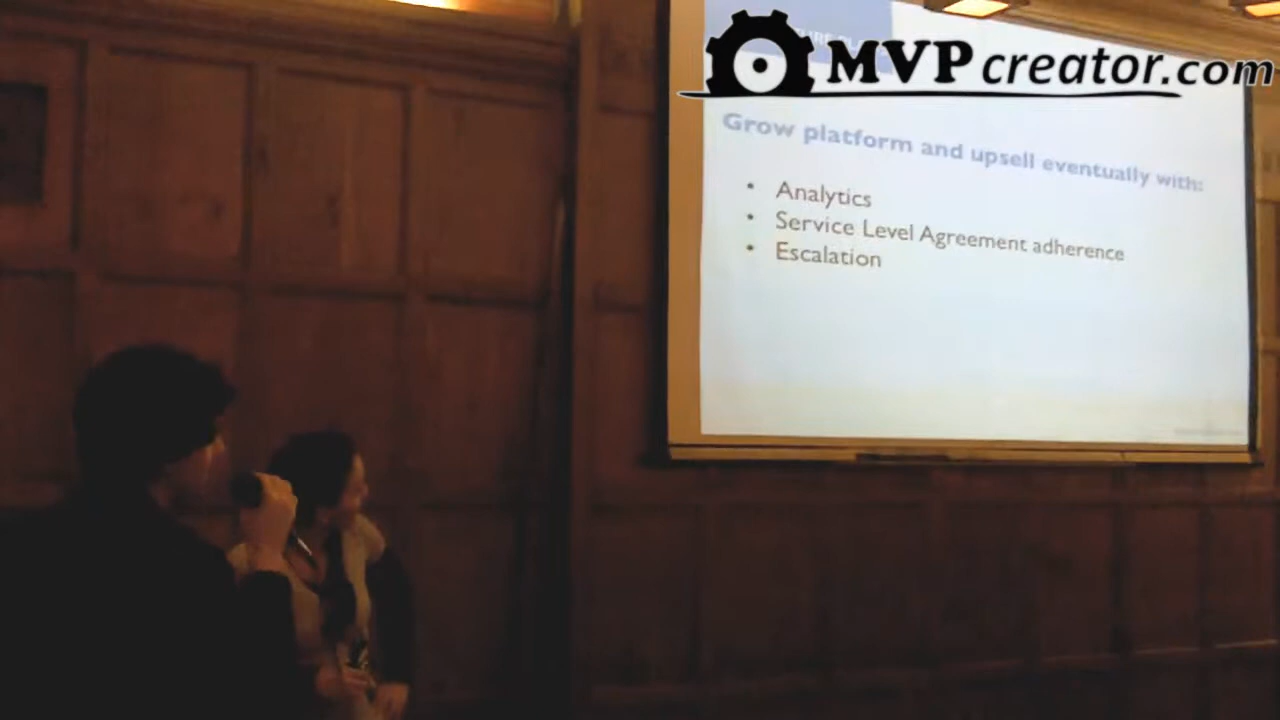 MVPcreator.com
Grow platform and upsell eventually with:
• Analytics
• Service Level Agreement adherence
• Escalation